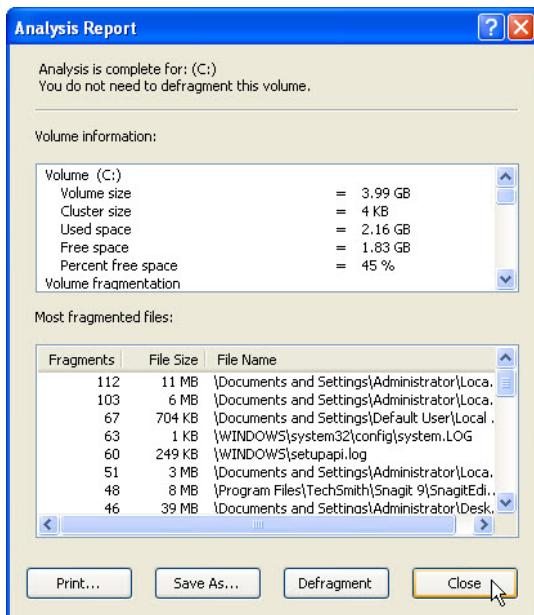 Analysis Report
Analysis is complete for: (C:)
You do not need to defragment this volume.
Volume information:
Volume (C:)
Volume size = 3.99 GB
Cluster size = 4 KB
Used space = 2.16 GB
Free space = 1.83 GB
Percent free space = 45 %
Volume fragmentation
Most fragmented files:
Fragments File Size File Name
112 11 MB \Documents and Settings\Administrator\Loca.
103 6 MB \Documents and Settings\Administrator\Loca.
67 704 KB \Documents and Settings\Default User\Local .
63 1 KB \WINDOWS\system32\config\system.LOG
60 249 KB \WINDOWS\setupapi.log
51 3 MB \Documents and Settings\Administrator\Loca.
48 8 MB \Program Files\TechSmith\Snagit 9\SnagitEdi..
46 39 MB \Documents and Settings\Administrator\Desk.
Print... Save As... Defragment Close